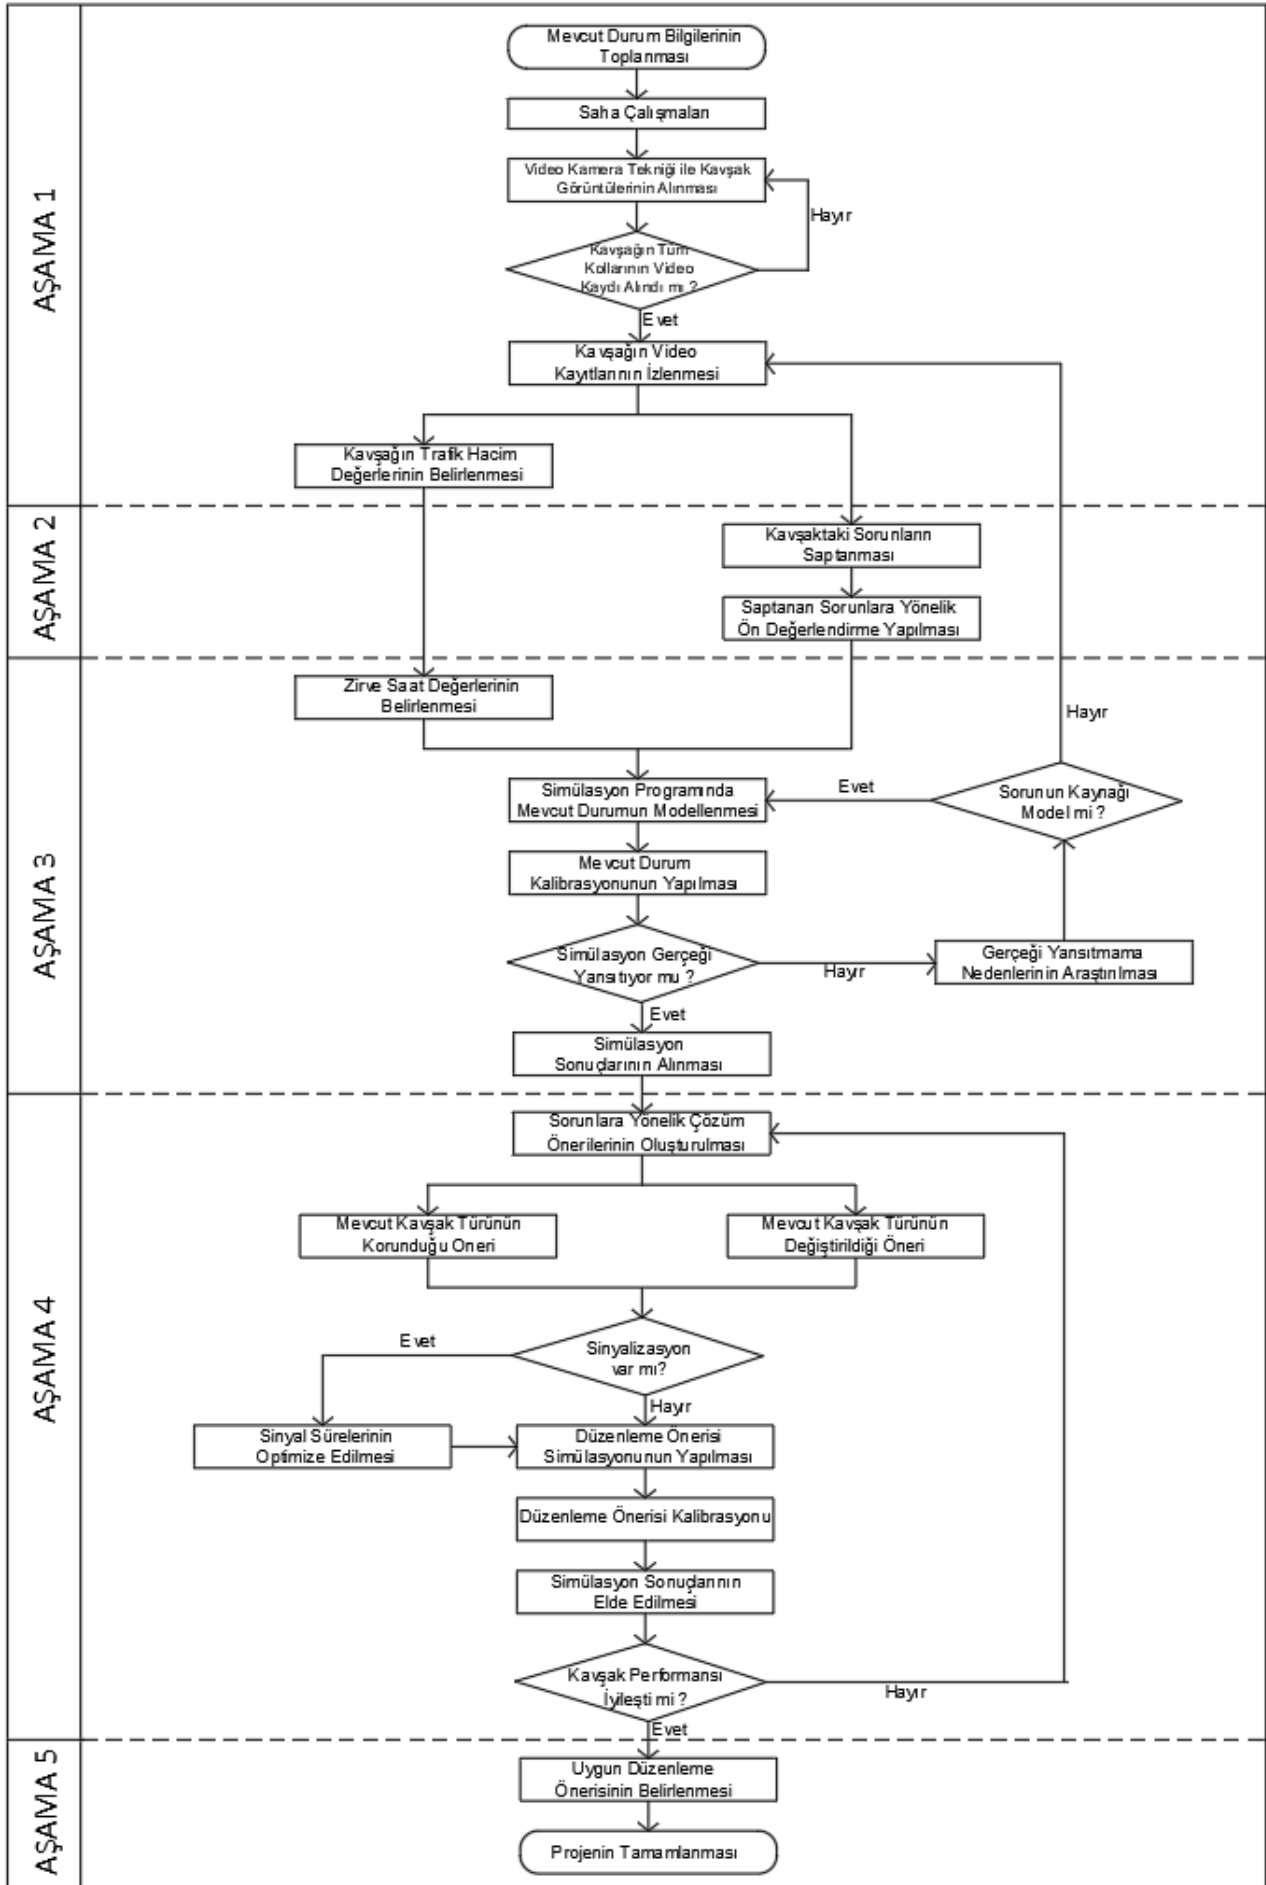 AŞAMA 1
Mevcut Durum Bilgilerinin
Toplanması
Saha Çalışmaları
Video Kamera Tekniği ile Kavşak
Görüntülerinin Alınması
Hayır
Kavşağın Tüm
Kollarının Video
Kaydı Alındı mı ?
Evet
Kavşağın Video
Kayıtlarının İzlenmesi
Kavşağın Trafik Hacim
Değerlerinin Belirlenmesi
AŞAMA 2
Kavşaktaki Sorunların
Saptanması
Saptanan Sorunlara Yönelik
Ön Değerlendirme Yapılması
AŞAMA 3
Zirve Saat Değerlerinin
Belirlenmesi
Hayır
Simülasyon Programında
Mevcut Durumun Modellenmesi
Evet
Sorunun Kaynağı
Model mi ?
Mevcut Durum
Kalibrasyonunun Yapılması
Simülasyon Gerçeği
Yansıtıyor mu ?
Hayır
Gerçeği Yansıtmama
Nedenlerinin Araştırılması
Evet
Simülasyon
Sonuçlarının Alınması
AŞAMA 4
Sorunlara Yönelik Çözüm
Önerilerinin Oluşturulması
Mevcut Kavşak Türünün
Korunduğu Oneri
Mevcut Kavşak Türünün
Değiştirildiği Öneri
Evet
Sinyalizasyon
var mı?
Hayır
Sinyal Sürelerinin
Optimize Edilmesi
Düzenleme Önerisi
Simülasyonunun Yapılması
Düzenleme Önerisi Kalibrasyonu
Simülasyon Sonuçlarının
Elde Edilmesi
Kavşak Performansı
İyileşti mi ?
Hayır
Evet
AŞAMA 5
Uygun Düzenleme
Önerisinin Belirlenmesi
Projenin Tamamlanması